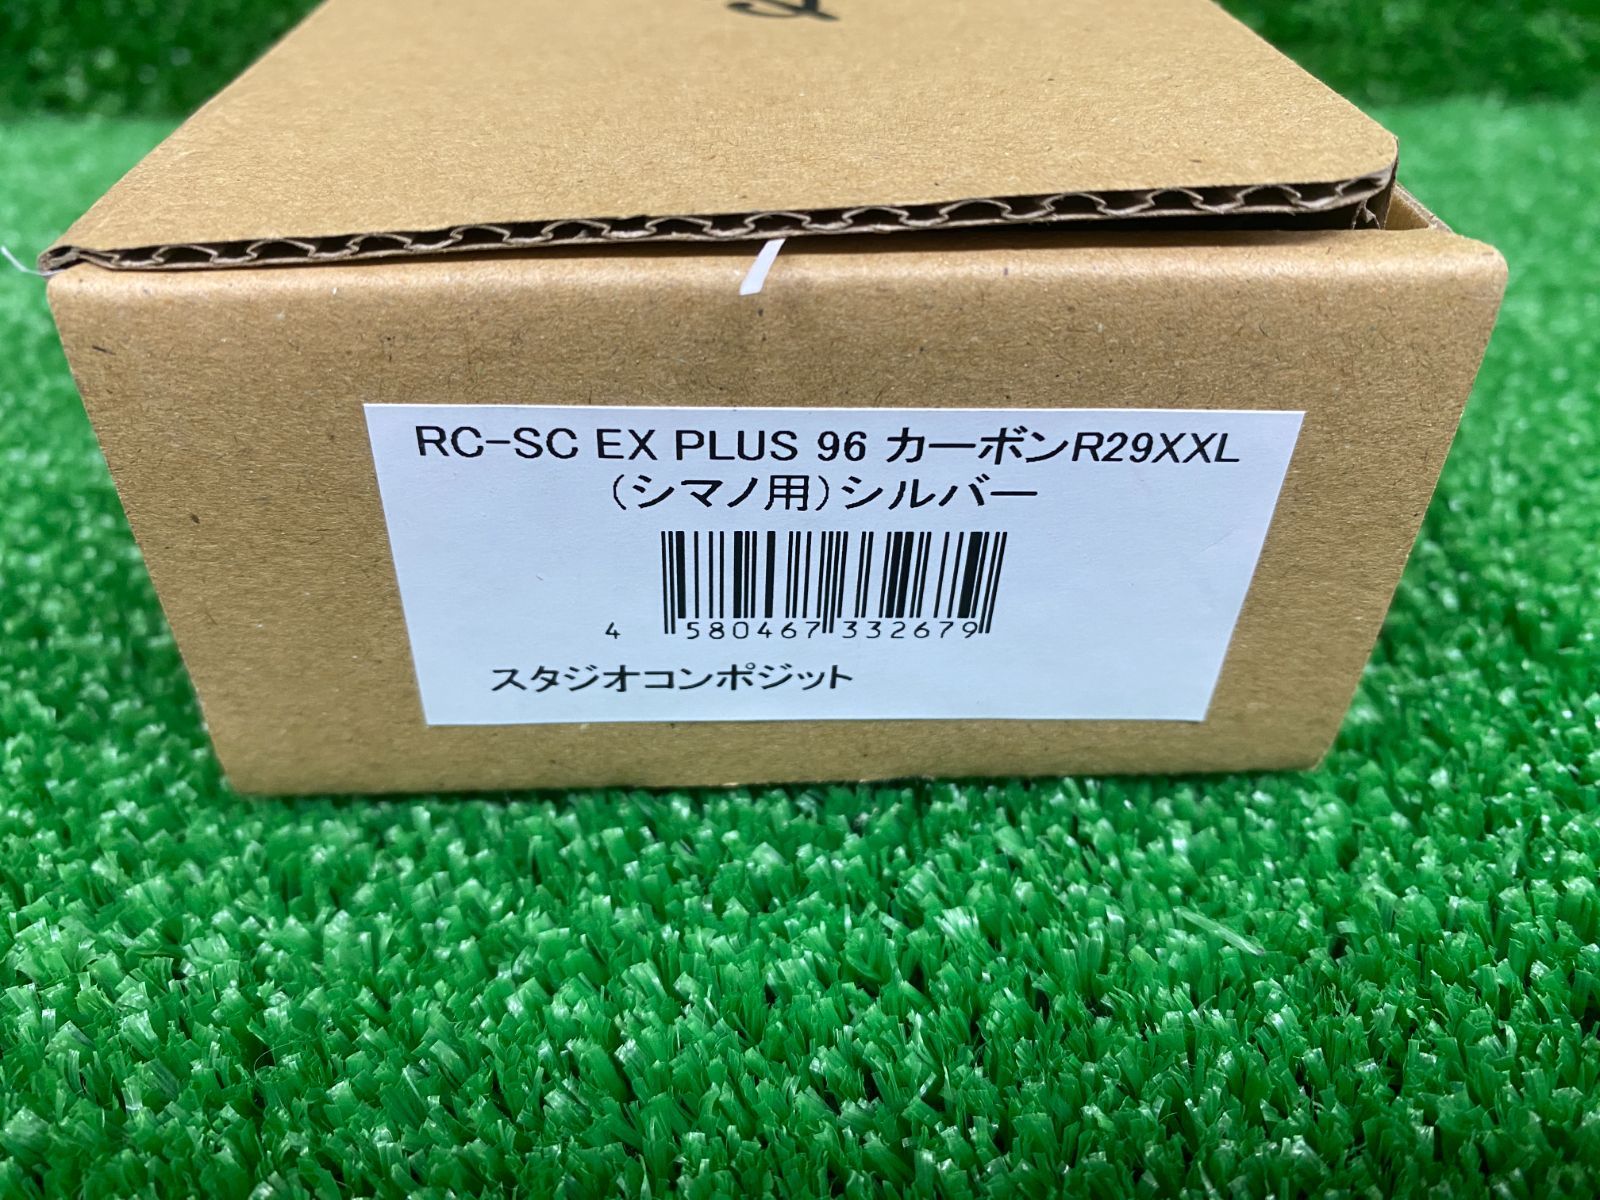 RC-SC EX PLUS 96 カーボンR29XXL
(シマノ用)シルバー
4 580467 332679
スタジオコンポジット